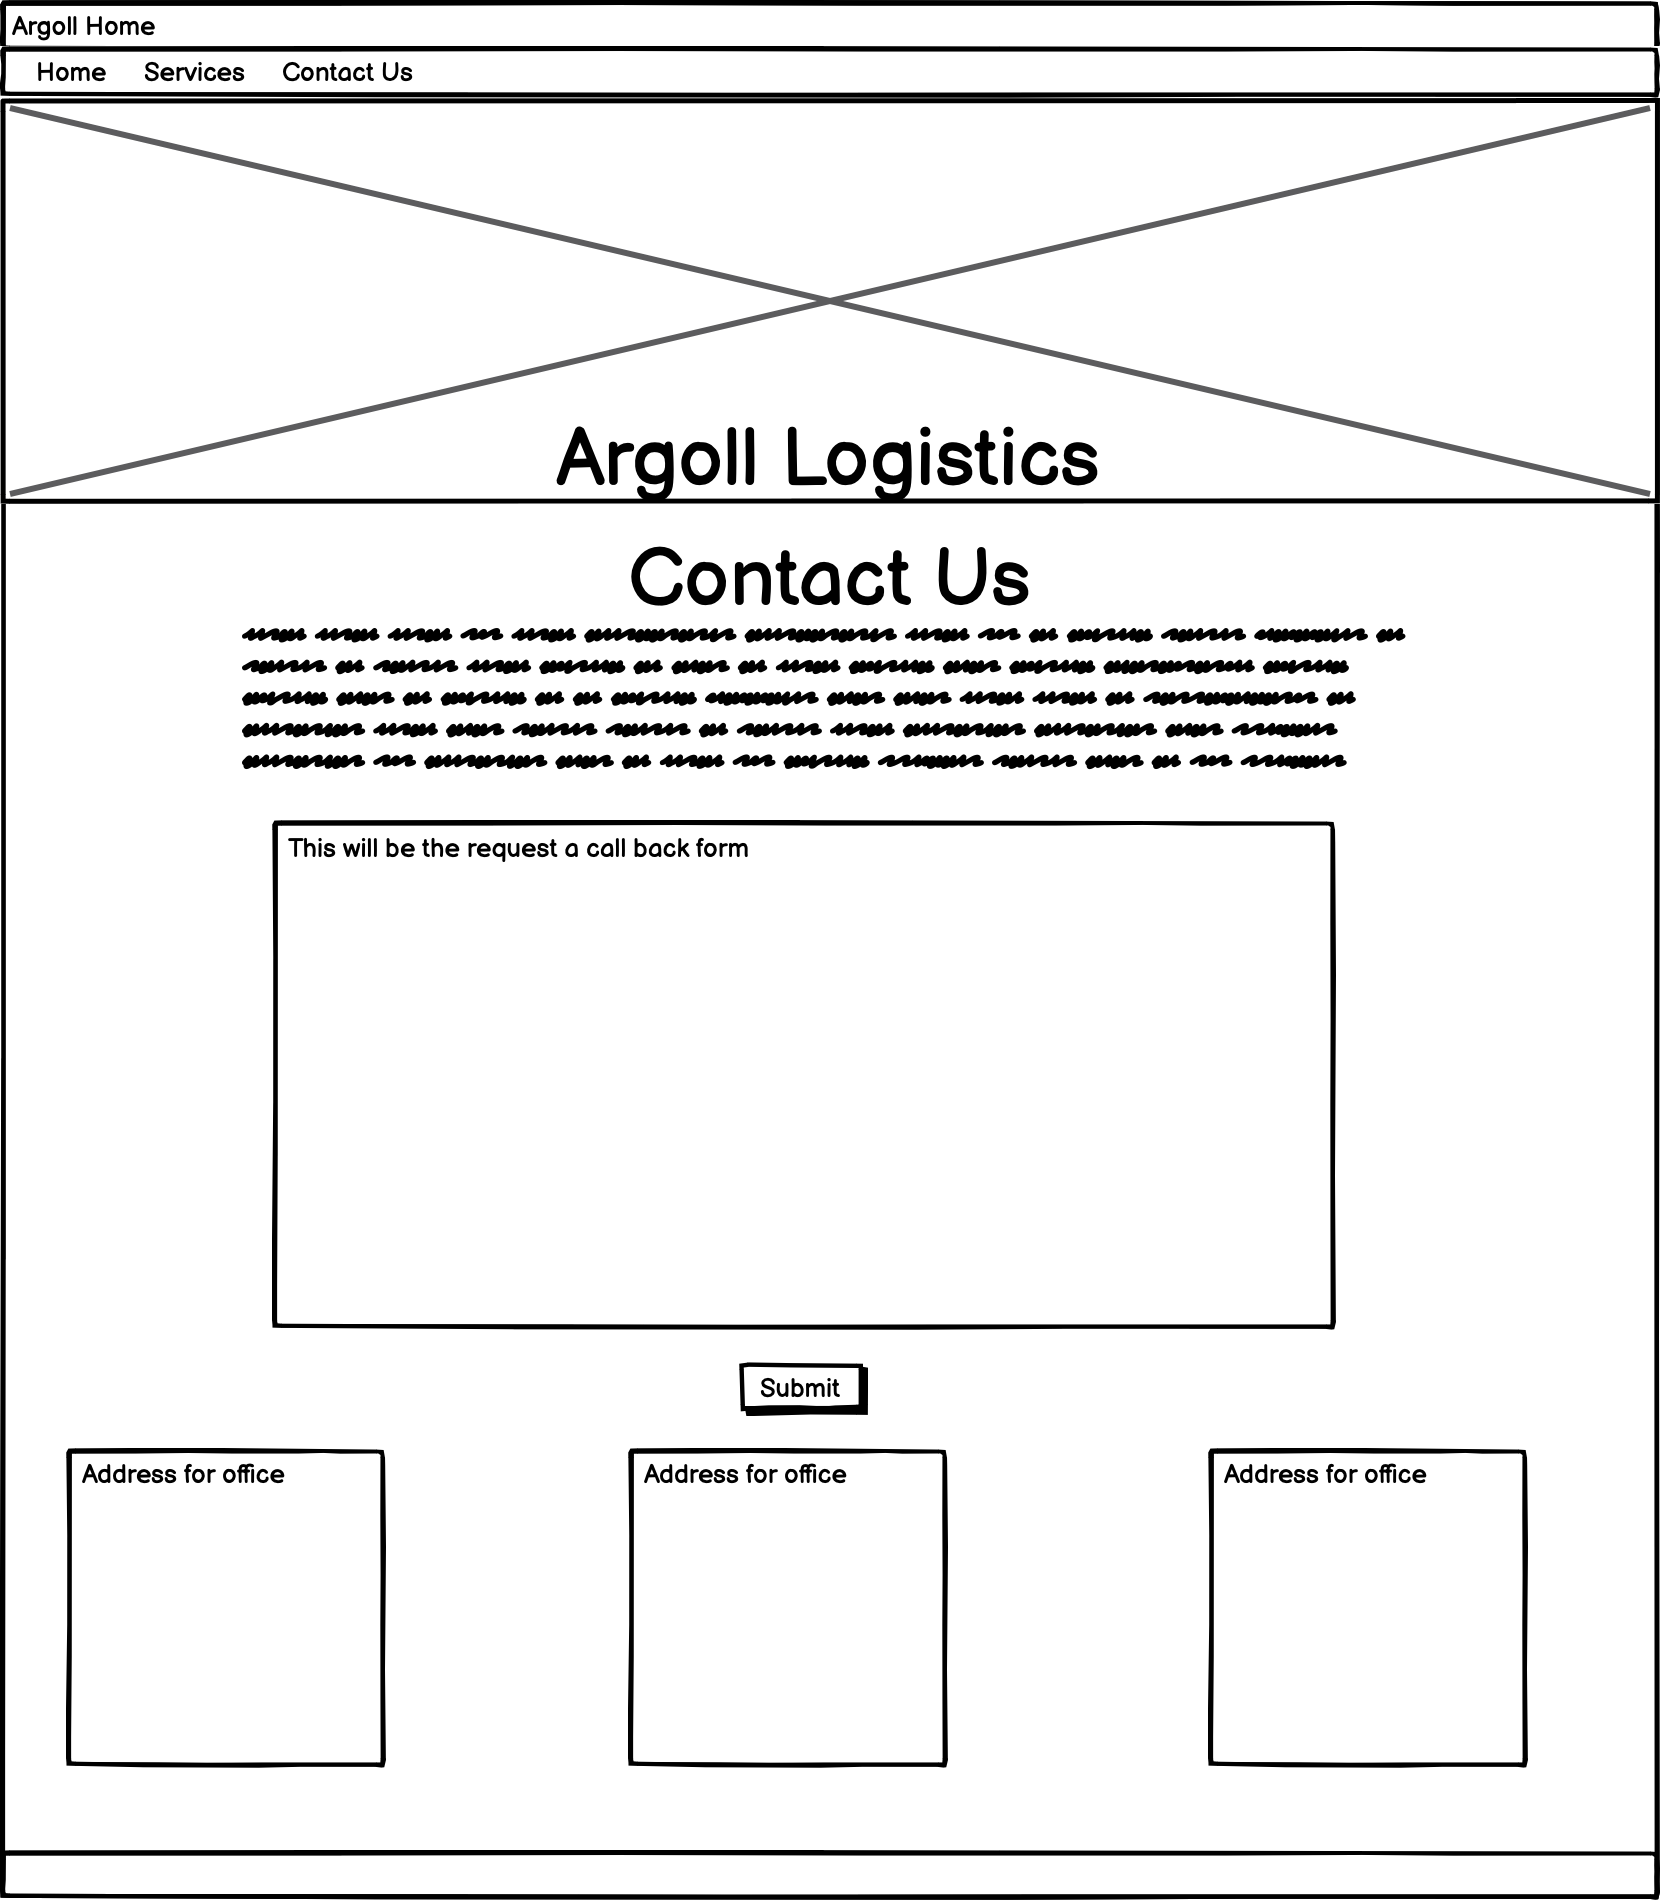 Argoll Home
Home Services Contact Us
Argoll Logistics
Contact Us
This will be the request a call back form
Submit
Address for office Address for office Address for office